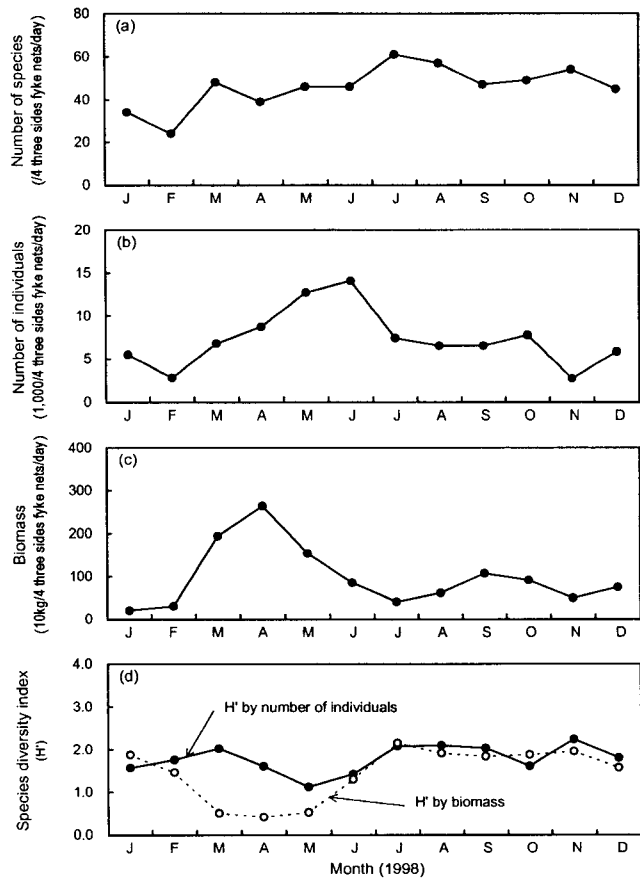 (a)
Number of species
(/4 three sides fyke nets/day)
80
60
40
20
0
J F M A M J J A S O N D
(b)
Number of individuals
(1,000/4 three sides fyke nets/day)
20
15
10
5
0
J F M A M J J A S O N D
(c)
Biomass
(10kg/4 three sides fyke nets/day)
400
300
200
100
0
J F M A M J J A S O N D
(d)
Species diversity index
(H')
4.0
3.0
2.0
1.0
0.0
H' by number of individuals
H' by biomass
J F M A M J J A S O N D
Month (1998)